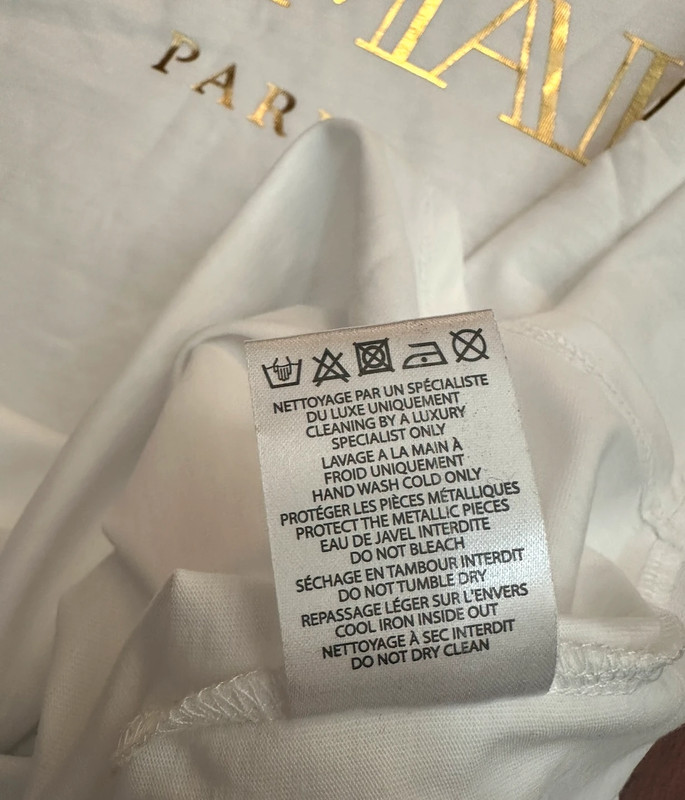 PAR
NETTOYAGE PAR UN SPÉCIALISTE
DU LUXE UNIQUEMENT
CLEANING BY A LUXURY
SPECIALIST ONLY
LAVAGE A LA MAIN À
FROID UNIQUEMENT
HAND WASH COLD ONLY
PROTÉGER LES PIÈCES MÉTALLIQUES
PROTECT THE METALLIC PIECES
EAU DE JAVEL INTERDITE
DO NOT BLEACH
SÉCHAGE EN TAMBOUR INTERDIT
DO NOT TUMBLE DRY
REPASSAGE LÉGER SUR L'ENVERS
COOL IRON INSIDE OUT
NETTOYAGE À SEC INTERDIT
DO NOT DRY CLEAN